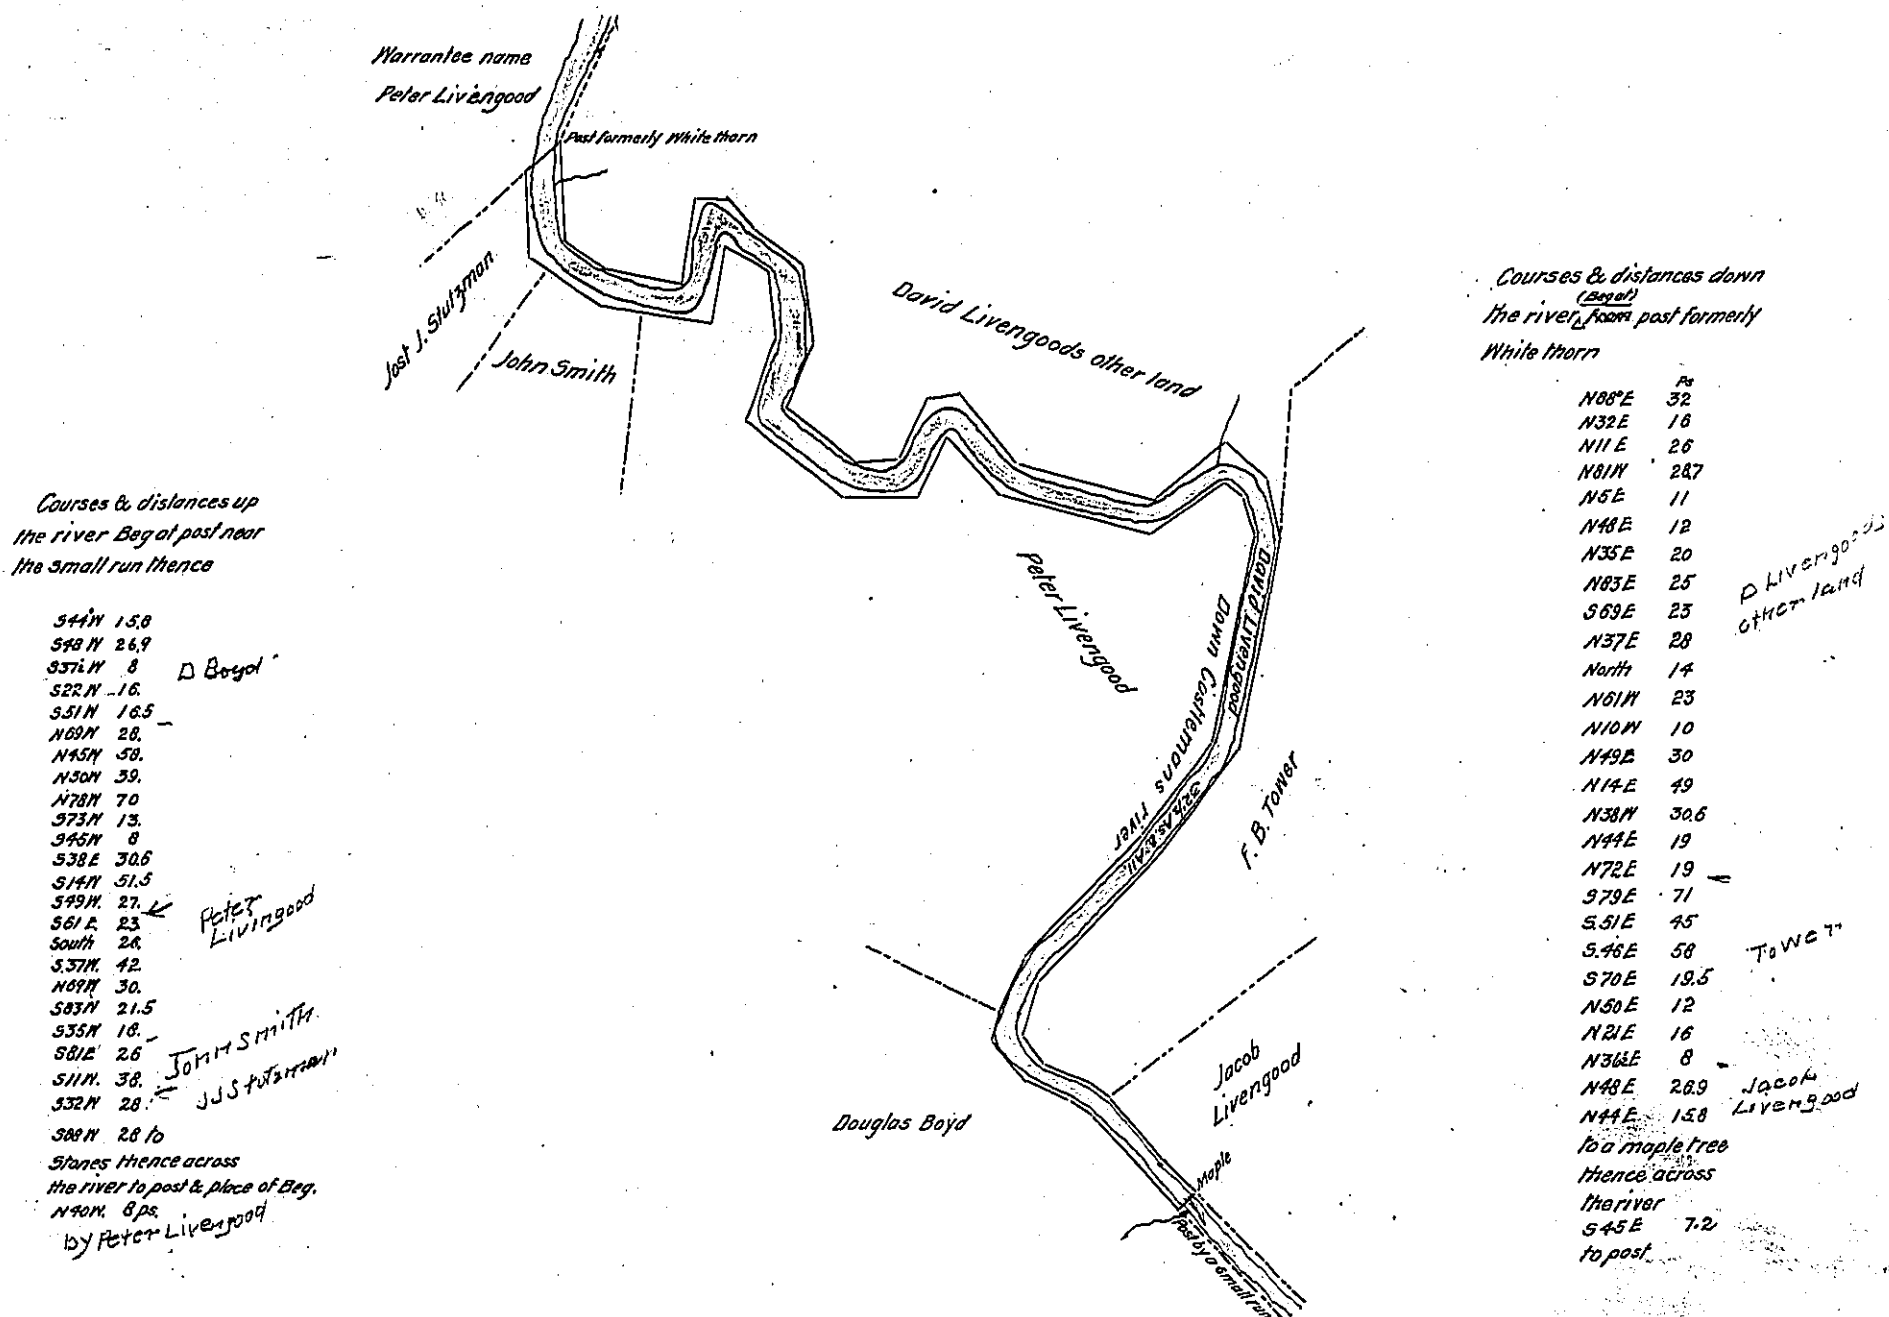 Warrantee name
Peter Livengood
Post formerly White thorn
Jost J. Stutzman
John Smith
David Livengoods other land
Peter Livengood
David Livengood
Down Castlemans river
F. B. Tower
Jacob
Livengood
Douglas Boyd
Maple
Post by a small run
Courses & distances up
the river Beg at post near
the small run thence
S44W 15.8
S48W 26.9
S37½W 8
D Boyd
S22W 16.
S51W 16.5
N69W 28.
N45W 58.
N50W 39.
N78W 70
S73W 13.
S45W 8
S38E 30.6
S14W 51.5
S49W. 27.
Peter
Livingood
S61E 23
South 26.
S.37W. 42
N69W 30.
S83W 21.5
S35W 18.
John Smith
S81E 26
S11W. 38.
JJ Stutzman
S32W 28.
S88W 28 to
Stones thence across
the river to post & place of Beg.
N40W. 8 ps.
by Peter Livengood
Courses & distances down
(Beg at)
the river from post formerly
White thorn
Ps
N88°E 32
N32E 18
N11E 26
N81W 28.7
N5E 11
N48E 12
N35E 20
N83E 25
D Livengoods
other land
S69E 23
N37E 28
North 14
N61W 23
N10W 10
N49E 30
N14E 49
N38W 30.6
N44E 19
N72E 19
S79E 71
S.51E 45
S.46E 58
Tower
S70E 19.5
N50E 12
N21E 16
N36½E 8
N48E 26.9
Jacob
Livengood
N44E 15.8
to a maple tree
thence across
the river
S45E 7.2
to post